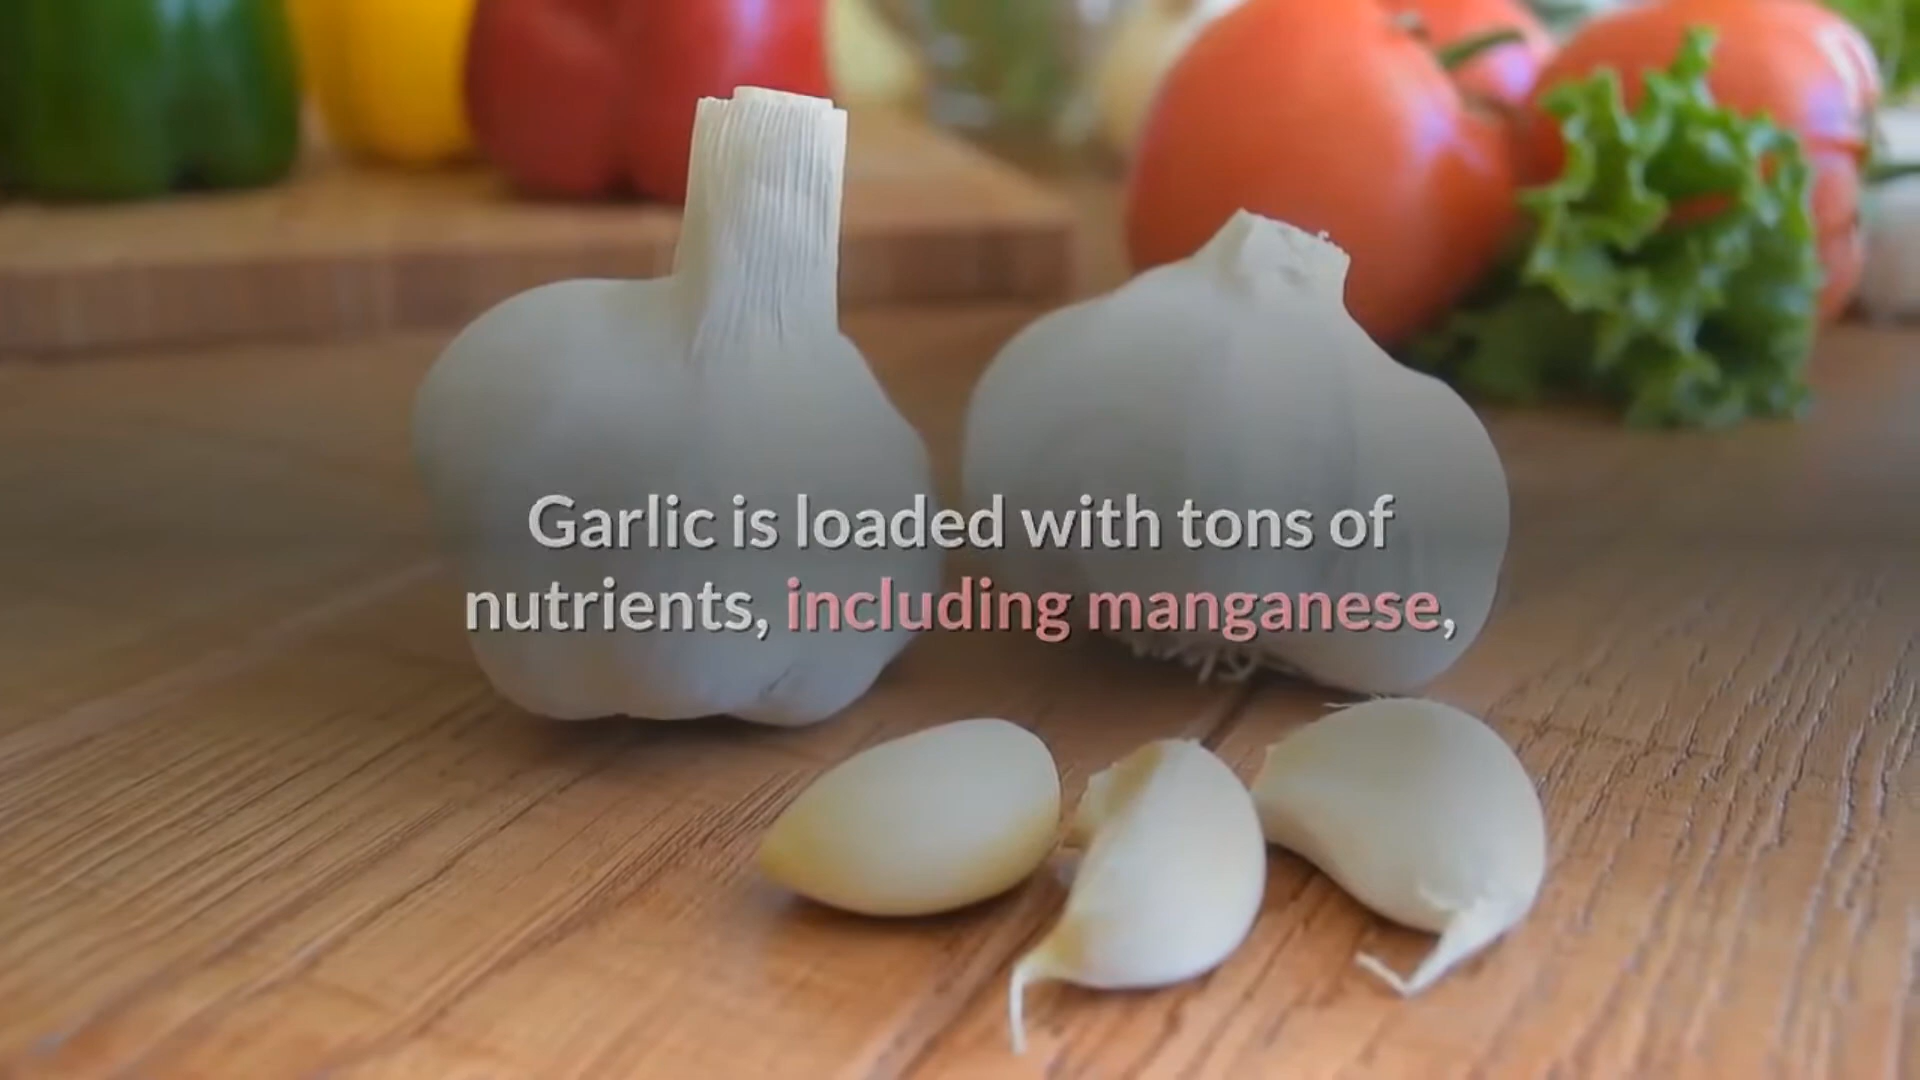 Garlic is loaded with tons of
nutrients, including manganese,